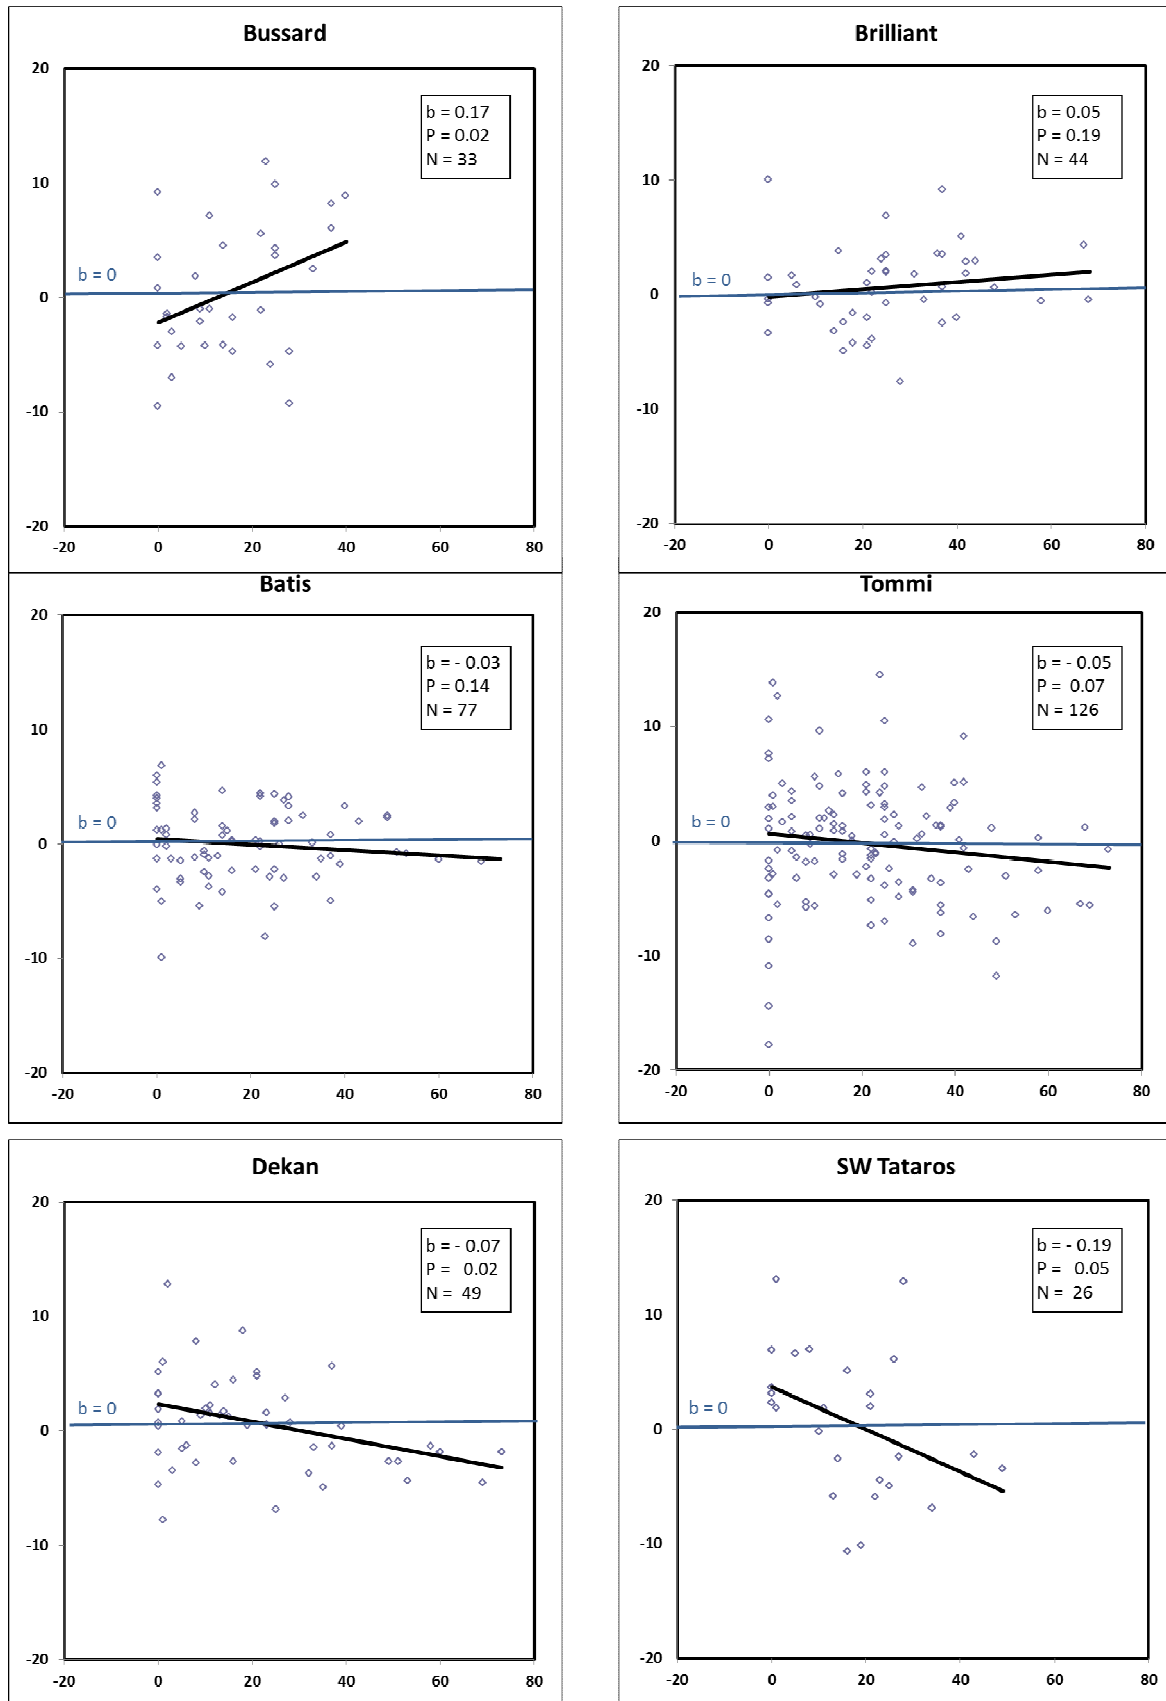 Bussard
20
10
0
-10
-20
-20 0 20 40 60 80
b = 0.17
P = 0.02
N = 33
b = 0
Brilliant
20
10
0
-10
-20
-20 0 20 40 60 80
b = 0.05
P = 0.19
N = 44
b = 0
Batis
20
10
0
-10
-20
-20 0 20 40 60 80
b = - 0.03
P = 0.14
N = 77
b = 0
Tommi
20
10
0
-10
-20
-20 0 20 40 60 80
b = - 0.05
P = 0.07
N = 126
b = 0
Dekan
20
10
0
-10
-20
-20 0 20 40 60 80
b = - 0.07
P = 0.02
N = 49
b = 0
SW Tataros
20
10
0
-10
-20
-20 0 20 40 60 80
b = - 0.19
P = 0.05
N = 26
b = 0